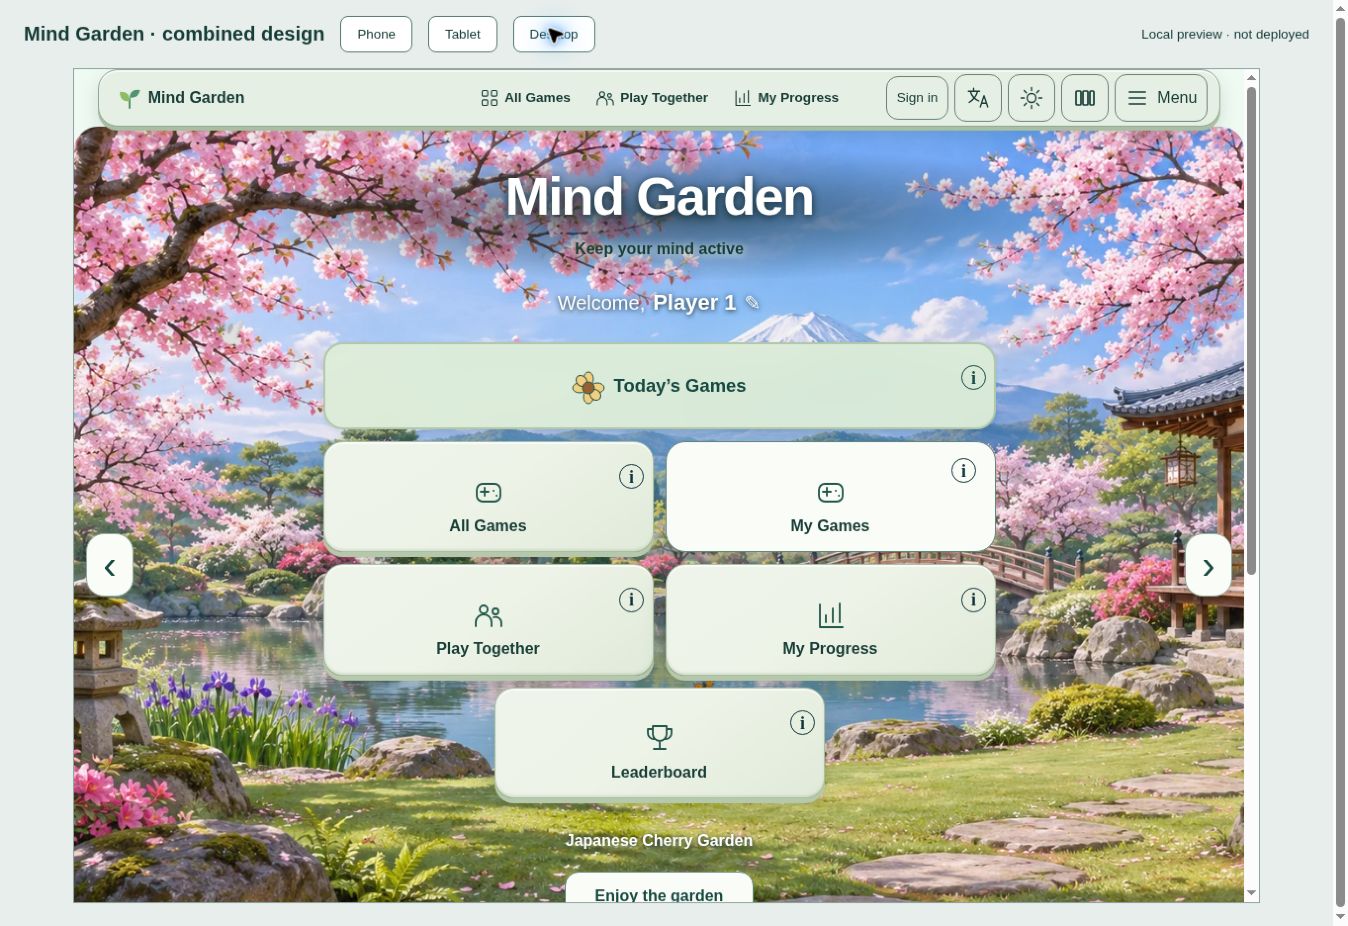 Mind Garden · combined design
Phone
Tablet
Desktop
Local preview · not deployed
Mind Garden
All Games
Play Together
My Progress
Sign in
Menu
Mind Garden
Keep your mind active
Welcome, Player 1 ✎
Today’s Games
i
All Games
i
My Games
i
Play Together
i
My Progress
i
Leaderboard
i
Japanese Cherry Garden
Enjoy the garden